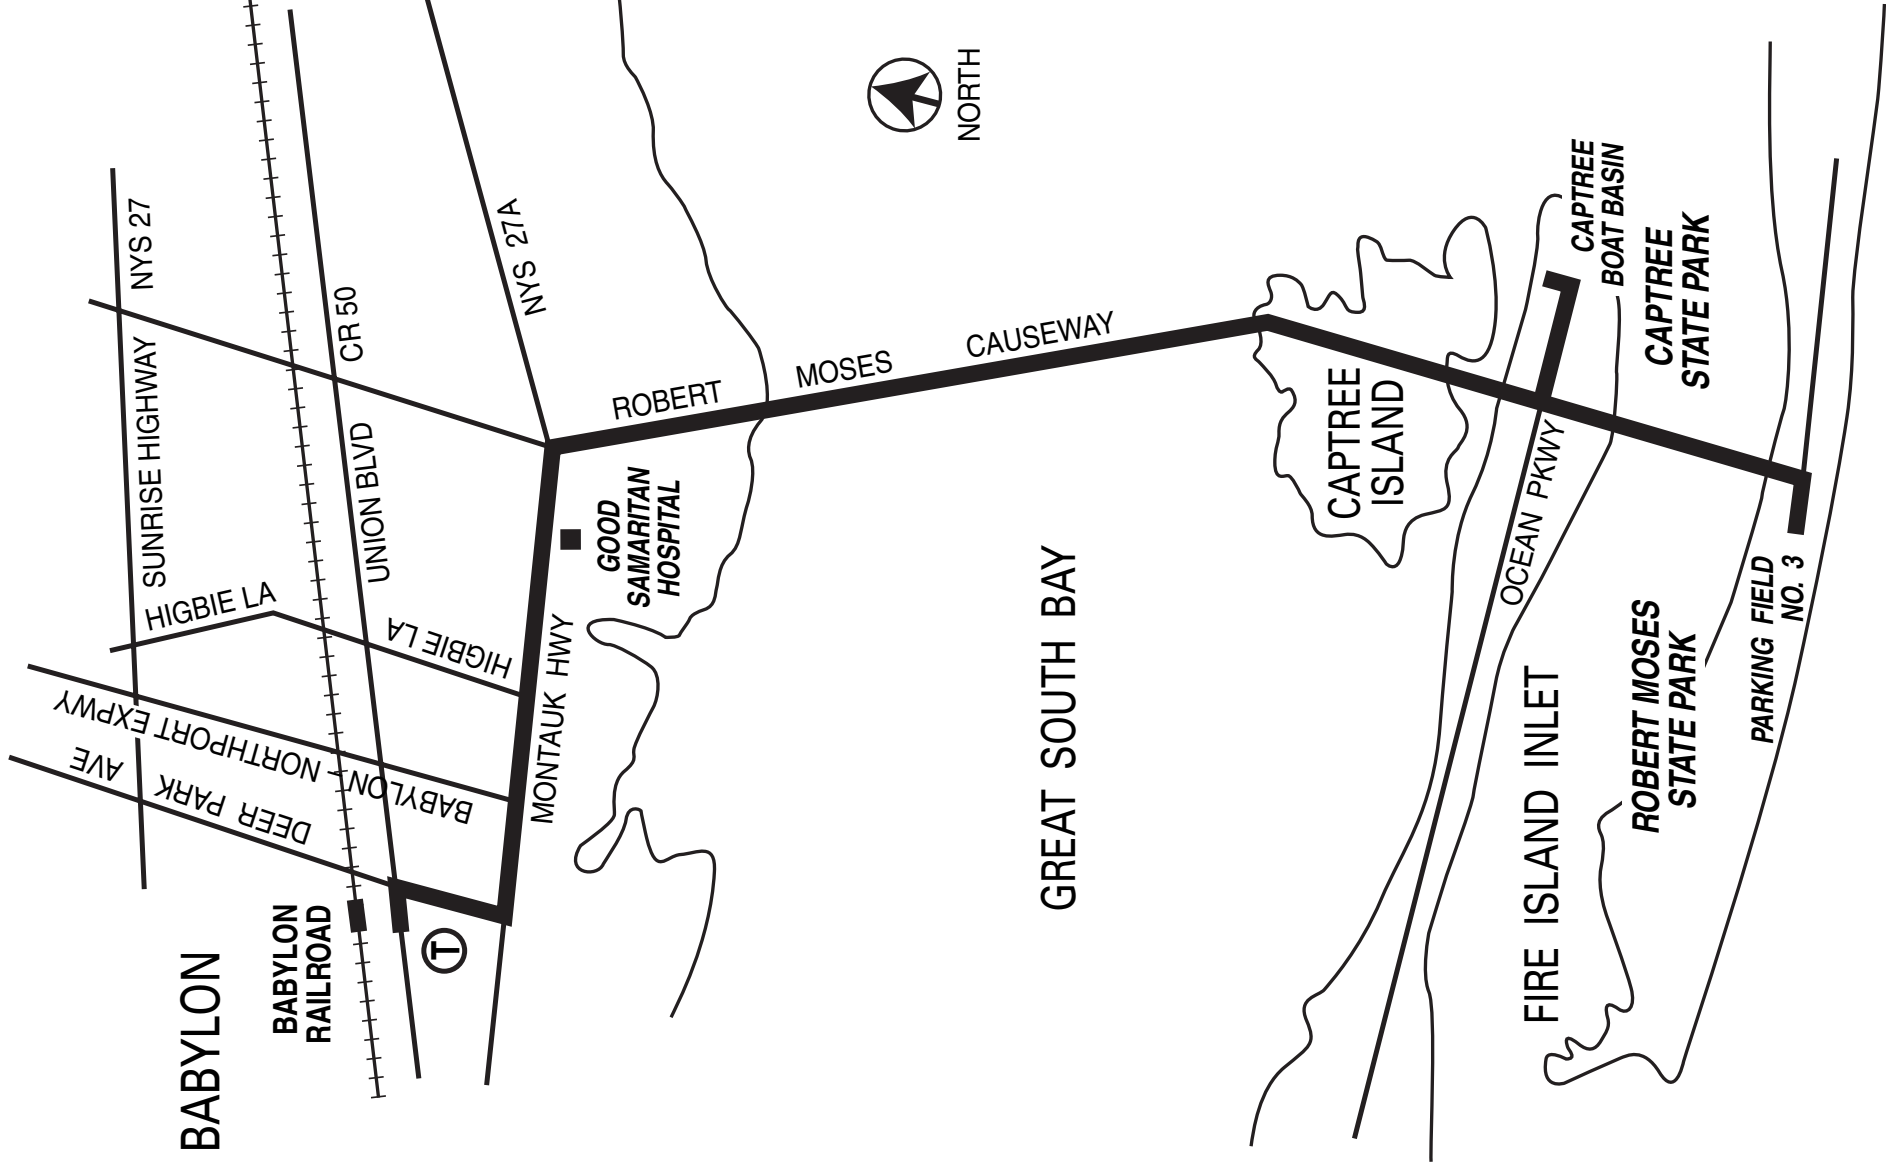 BABYLON
BABYLON
RAILROAD
T
DEER PARK AVE
BABYLON - NORTHPORT EXPWY
HIGBIE LA
HIGBIE LA
SUNRISE HIGHWAY
NYS 27
UNION BLVD
CR 50
NYS 27A
MONTAUK HWY
GOOD
SAMARITAN
HOSPITAL
ROBERT MOSES CAUSEWAY
NORTH
GREAT SOUTH BAY
CAPTREE
ISLAND
OCEAN PKWY
CAPTREE
BOAT BASIN
CAPTREE
STATE PARK
FIRE ISLAND INLET
ROBERT MOSES
STATE PARK
PARKING FIELD
NO. 3